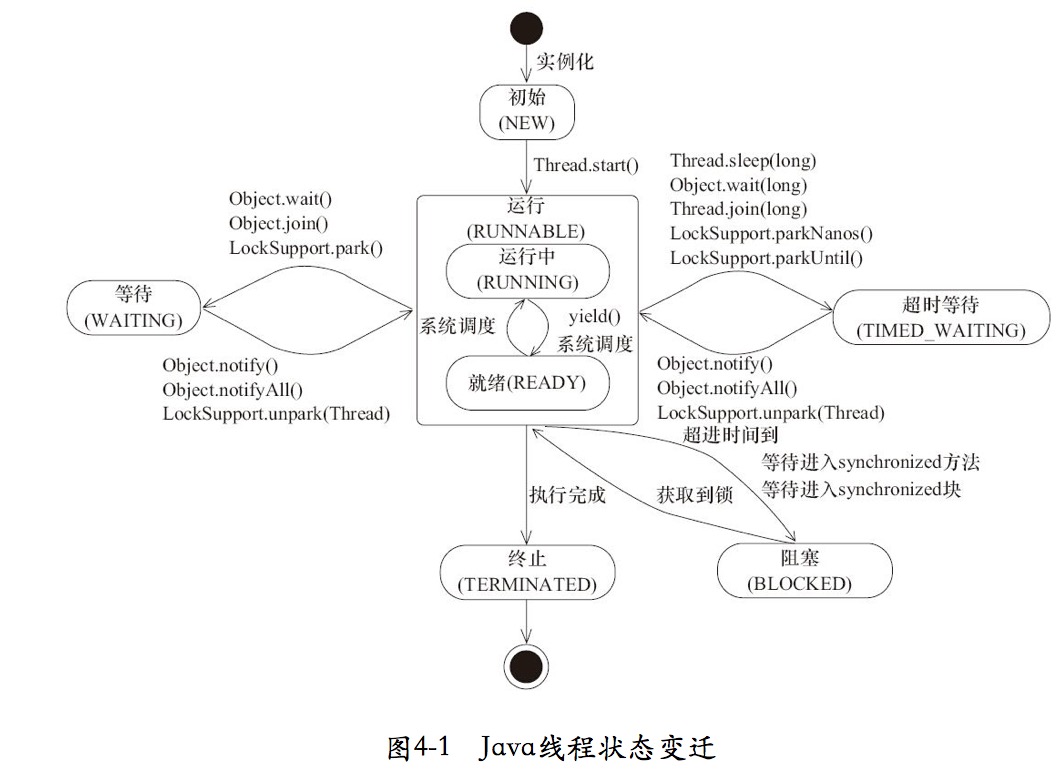 实例化
初始
(NEW)
Thread.start()
Object.wait()
Object.join()
LockSupport.park()
Thread.sleep(long)
Object.wait(long)
Thread.join(long)
LockSupport.parkNanos()
LockSupport.parkUntil()
运行
(RUNNABLE)
运行中
(RUNNING)
系统调度
yield()
系统调度
就绪(READY)
等待
(WAITING)
超时等待
(TIMED_WAITING)
Object.notify()
Object.notifyAll()
LockSupport.unpark(Thread)
Object.notify()
Object.notifyAll()
LockSupport.unpark(Thread)
超进时间到
等待进入synchronized方法
等待进入synchronized块
获取到锁
执行完成
终止
(TERMINATED)
阻塞
(BLOCKED)
图4-1 Java线程状态变迁